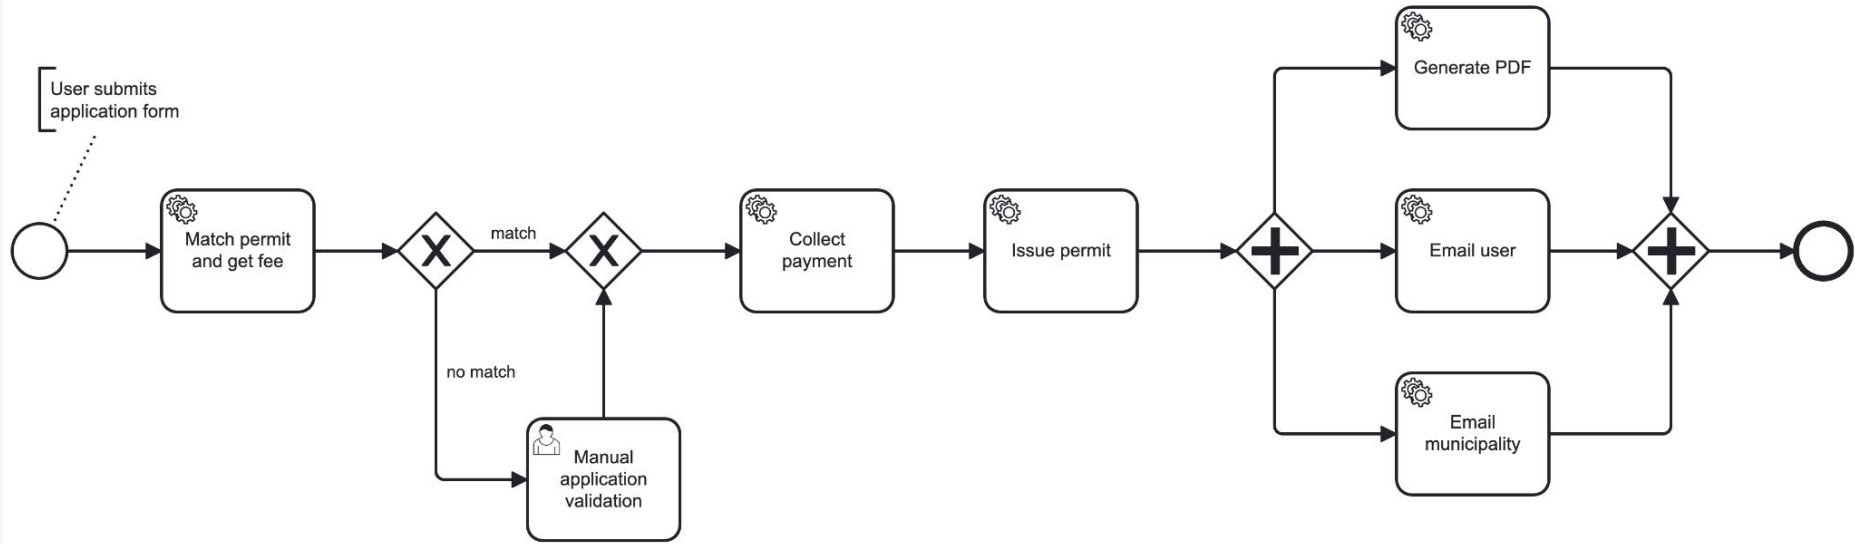 User submits
application form
Match permit
and get fee
match
no match
Manual
application
validation
Collect
payment
Issue permit
Generate PDF
Email user
Email
municipality